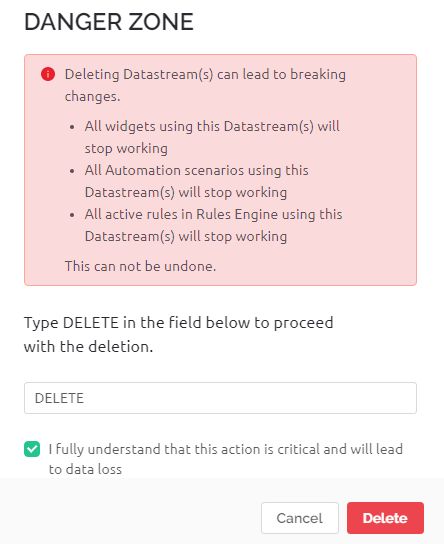 DANGER ZONE
Deleting Datastream(s) can lead to breaking
changes.
• All widgets using this Datastream(s) will
stop working
• All Automation scenarios using this
Datastream(s) will stop working
• All active rules in Rules Engine using this
Datastream(s) will stop working
This can not be undone.
Type DELETE in the field below to proceed
with the deletion.
DELETE
I fully understand that this action is critical and will lead
to data loss
Cancel Delete